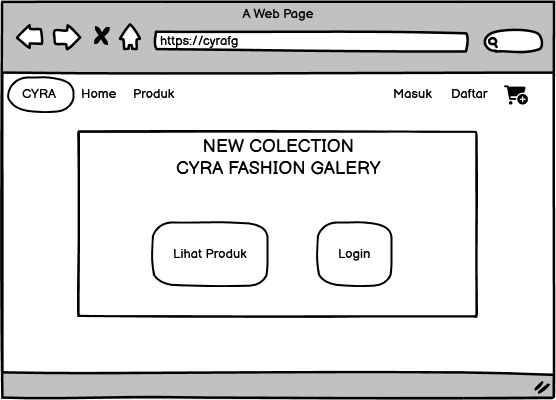 A Web Page
https://cyrafg
CYRA Home Produk Masuk Daftar
NEW COLECTION
CYRA FASHION GALERY
Lihat Produk Login